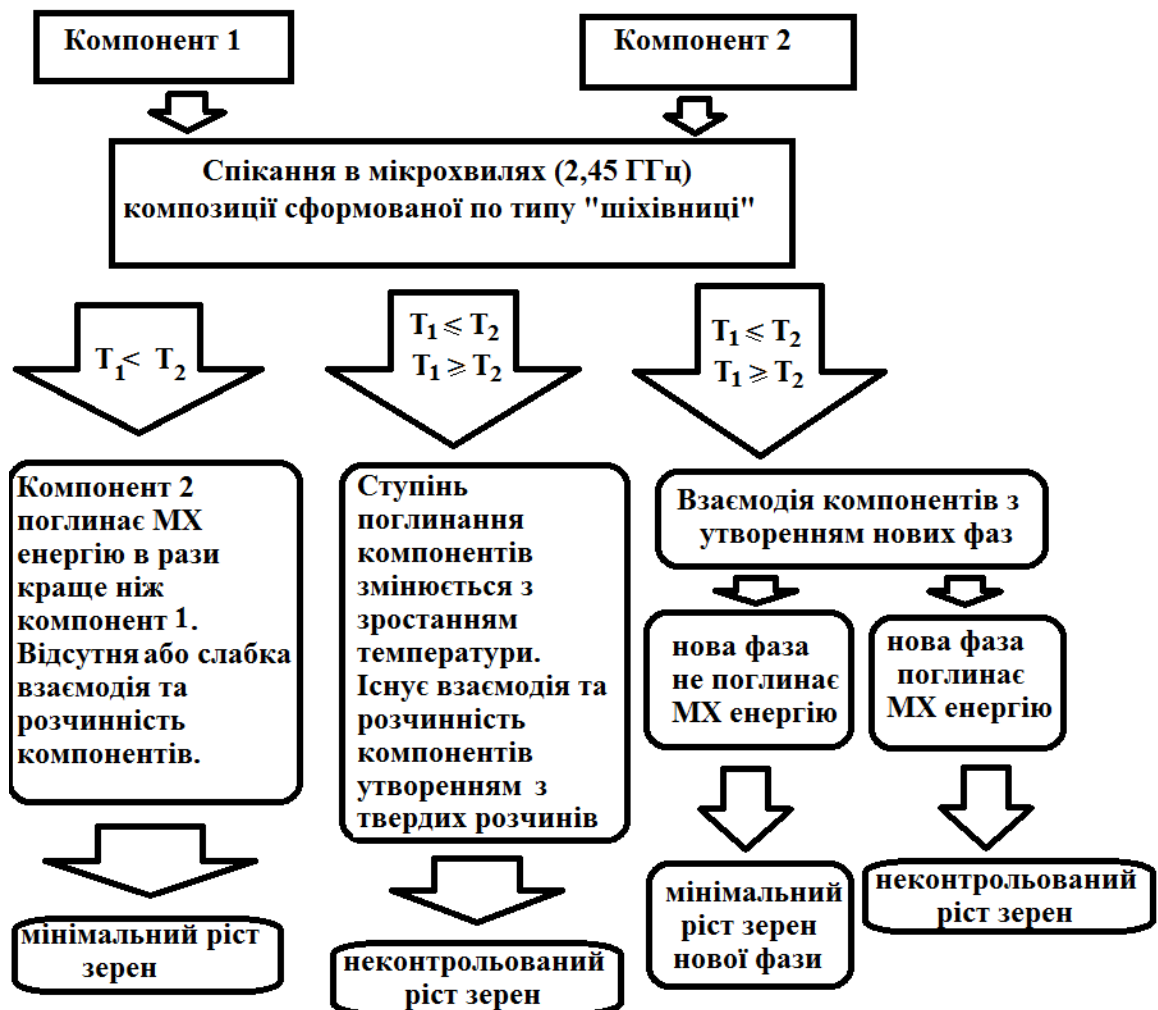 Компонент 1
Компонент 2
Спікання в мікрохвилях (2,45 ГГц)
композиції сформованої по типу "шіхівниці"
T1< T2
T1 ⩽ T2
T1 ⩾ T2
T1 ⩽ T2
T1 ⩾ T2
Компонент 2
поглинає МХ
енергію в рази
краще ніж
компонент 1.
Відсутня або слабка
взаємодія та
розчинність
компонентів.
Ступінь
поглинання
компонентів
змінюється з
зростанням
температури.
Існує взаємодія та
розчинність
компонентів
утворенням з
твердих розчинів
Взаємодія компонентів з
утворенням нових фаз
нова фаза
не поглинає
МХ енергію
нова фаза
поглинає
МХ енергію
мінімальний ріст
зерен
неконтрольований
ріст зерен
мінімальний
ріст зерен
нової фази
неконтрольований
ріст зерен